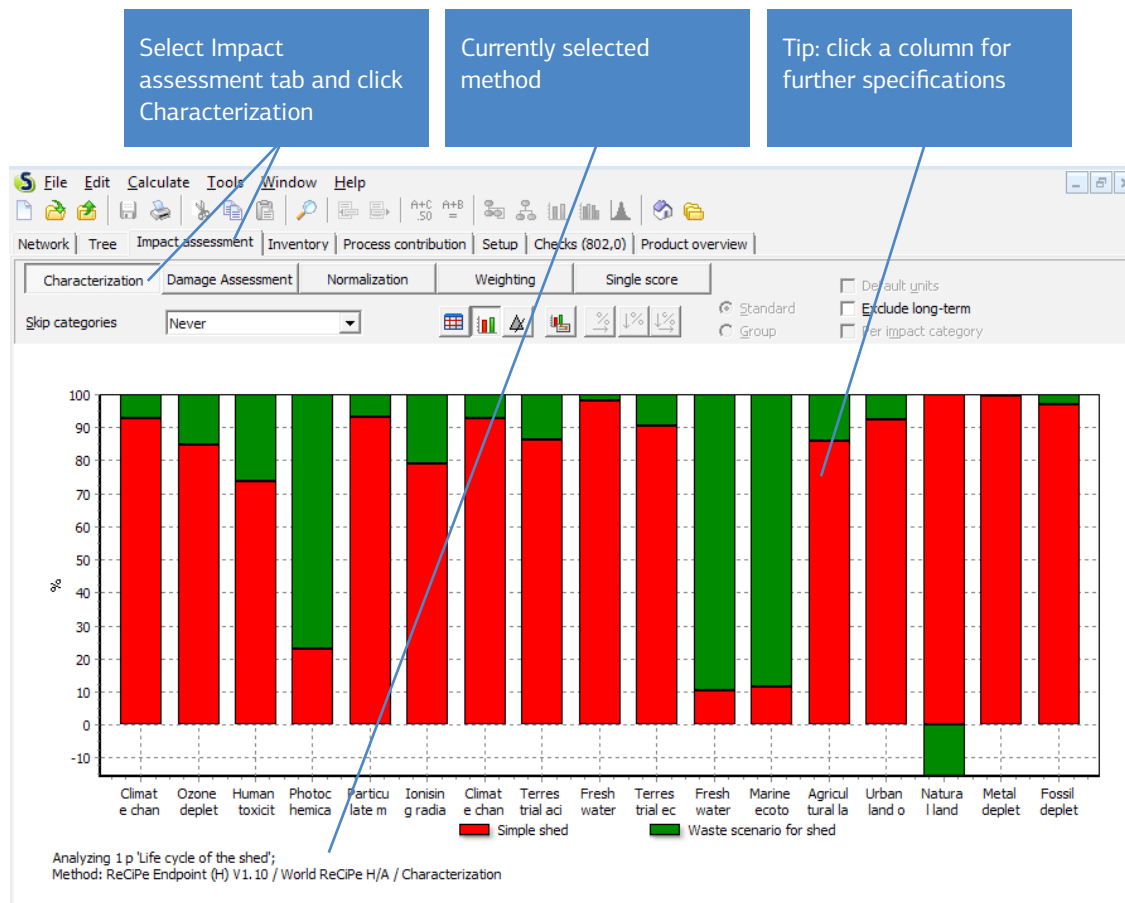 Select Impact
assessment tab and click
Characterization
Currently selected
method
Tip: click a column for
further specifications
File Edit Calculate Tools Window Help
A+C
.50
A+B
=
Network Tree Impact assessment Inventory Process contribution Setup Checks (802,0) Product overview
Characterization Damage Assessment Normalization Weighting Single score
Default units
Skip categories Never
Standard Exclude long-term
Group Per impact category
100
90
80
70
60
50
40
30
20
10
0
-10
%
Climat Ozone Human Photoc Particu Ionisin Climat Terres Fresh Terres Fresh Marine Agricul Urban Natura Metal Fossil
e chan deplet toxicit hemica late m g radia e chan trial aci water trial ec water ecoto tural la land o l land deplet deplet
Simple shed Waste scenario for shed
Analyzing 1 p 'Life cycle of the shed';
Method: ReCiPe Endpoint (H) V1.10 / World ReCiPe H/A / Characterization